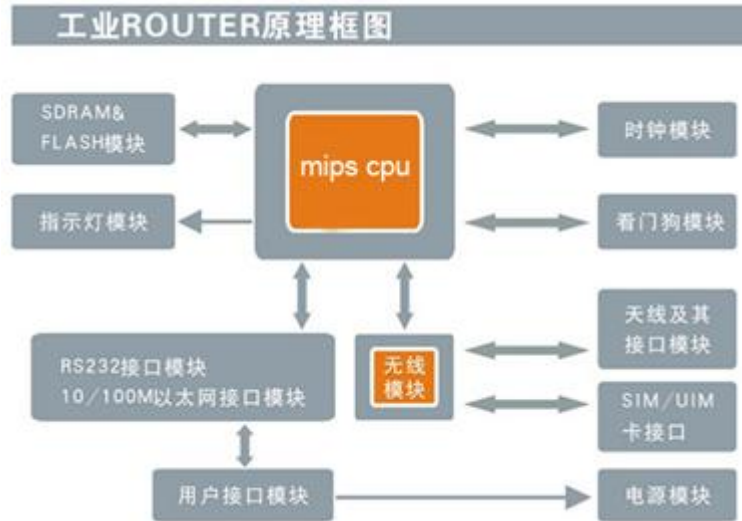 工业ROUTER原理框图
SDRAM&
FLASH模块
mips cpu
时钟模块
指示灯模块
看门狗模块
天线及其
接口模块
RS232接口模块
10/100M以太网接口模块
无线
模块
SIM/UIM
卡接口
用户接口模块
电源模块